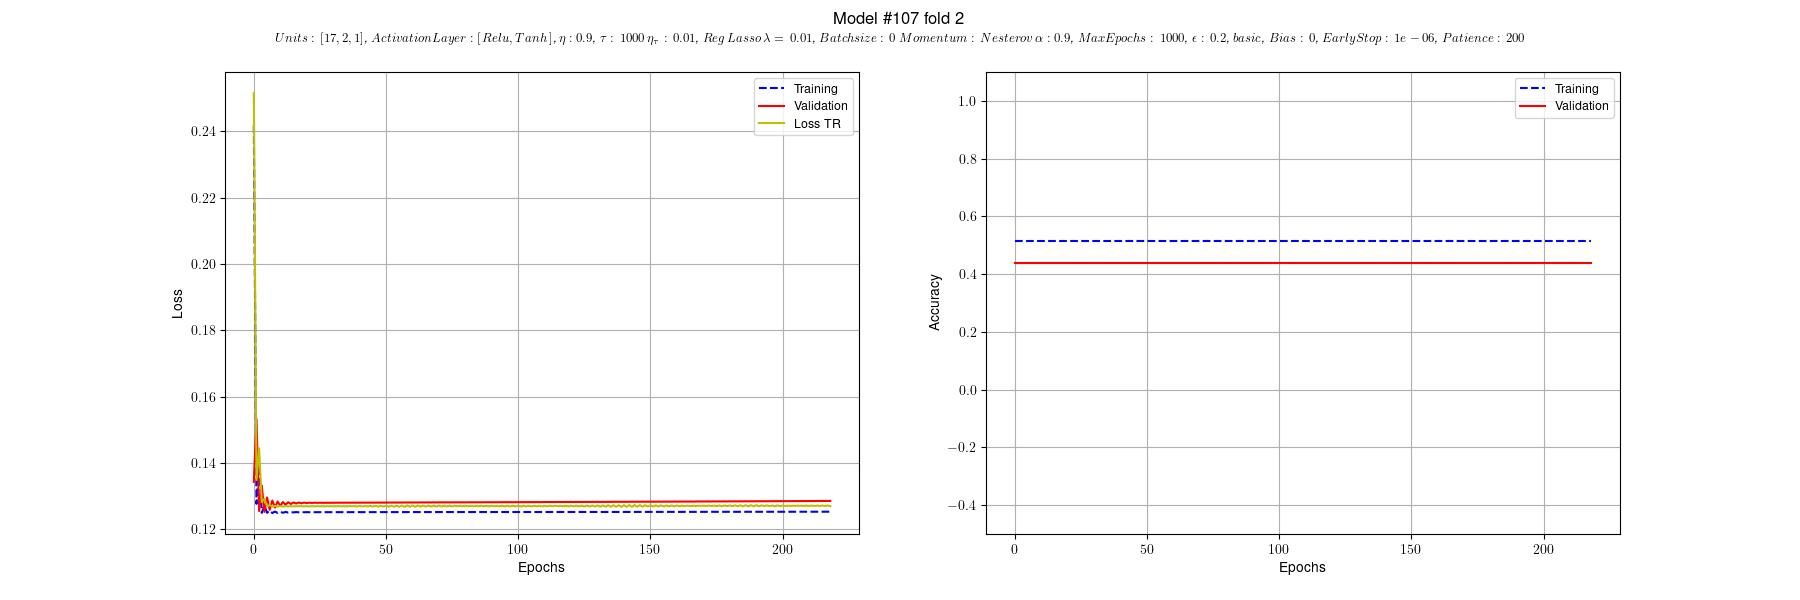 Model #107 fold 2
Units : [17, 2, 1], ActivationLayer : [Relu, Tanh], η : 0.9, τ : 1000 η_τ : 0.01, Reg Lasso λ = 0.01, Batchsize : 0 Momentum : Nesterov α : 0.9, MaxEpochs : 1000, ϵ : 0.2, basic, Bias : 0, EarlyStop : 1e − 06, Patience : 200
Training
Validation
Loss TR
0.24
0.22
0.20
0.18
0.16
0.14
0.12
Loss
0 50 100 150 200
Epochs
Training
Validation
1.0
0.8
0.6
0.4
0.2
0.0
−0.2
−0.4
Accuracy
0 50 100 150 200
Epochs